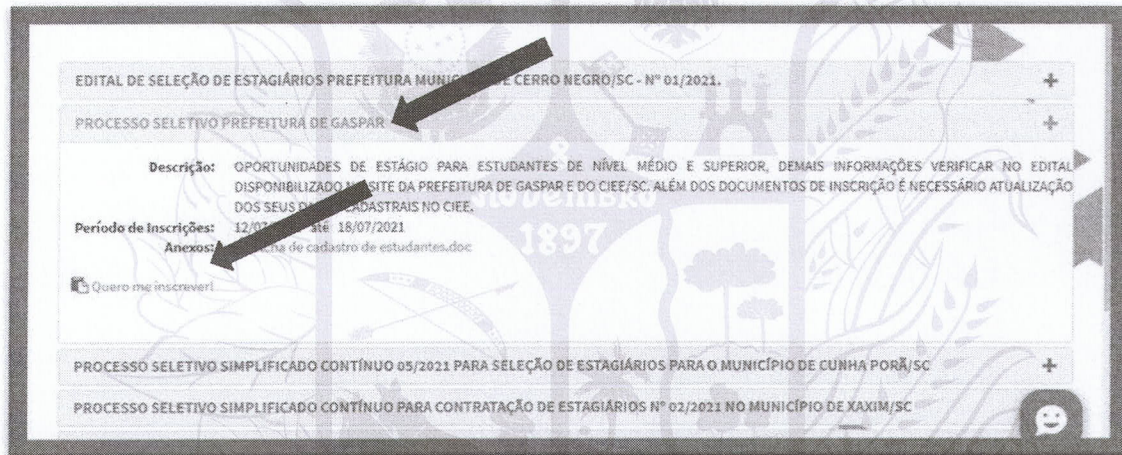 EDITAL DE SELEÇÃO DE ESTAGIÁRIOS PREFEITURA DE CERRO NEGRO/SC - Nº 01/2021.
PROCESSO SELETIVO PREFEITURA DE GASPAR
Descrição: OPORTUNIDADES DE ESTÁGIO PARA ESTUDANTES DE NÍVEL MÉDIO E SUPERIOR, DEMAIS INFORMAÇÕES VERIFICAR NO EDITAL
DISPONIBILIZADO SITE DA PREFEITURA DE GASPAR E DO CIEE/SC. ALÉM DOS DOCUMENTOS DE INSCRIÇÃO É NECESSÁRIO ATUALIZAÇÃO
DOS SEUS CADASTRAIS NO CIEE.
Período de Inscrições: até 18/07/2021
Anexos: de cadastro de estudantes.doc
Quero me inscrever!
PROCESSO SELETIVO SIMPLIFICADO CONTÍNUO 05/2021 PARA SELEÇÃO DE ESTAGIÁRIOS PARA O MUNICÍPIO DE CUNHA PORÃ/SC
PROCESSO SELETIVO SIMPLIFICADO CONTÍNUO PARA CONTRATAÇÃO DE ESTAGIÁRIOS Nº 02/2021 NO MUNICÍPIO DE XAXIM/SC
8
Novembro
1897